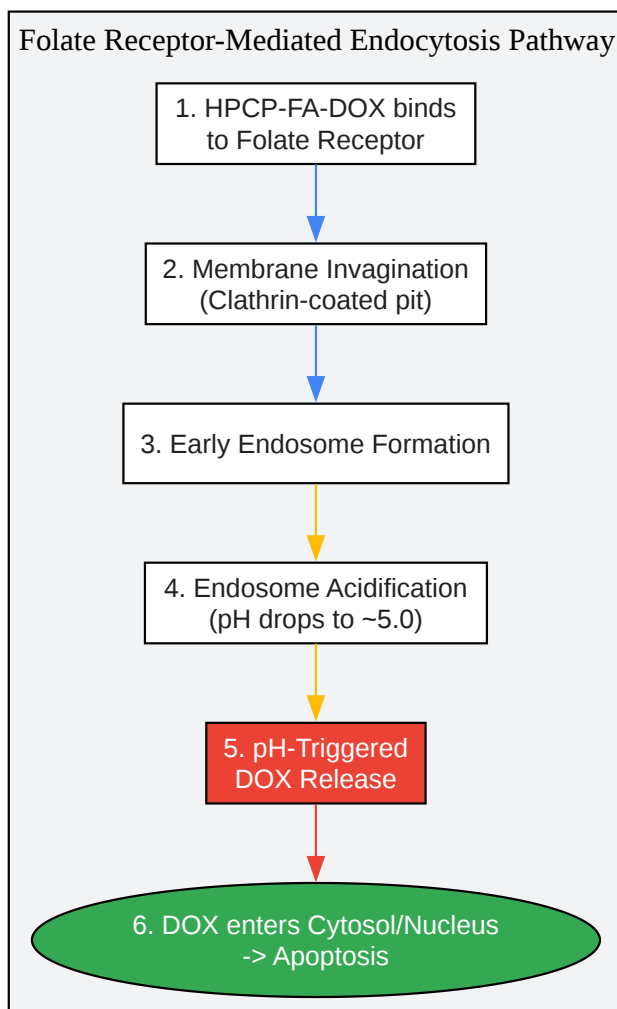 Folate Receptor-Mediated Endocytosis Pathway
1. HPCP-FA-DOX binds
to Folate Receptor
2. Membrane Invagination
(Clathrin-coated pit)
3. Early Endosome Formation
4. Endosome Acidification
(pH drops to ~5.0)
5. pH-Triggered
DOX Release
6. DOX enters Cytosol/Nucleus
-> Apoptosis